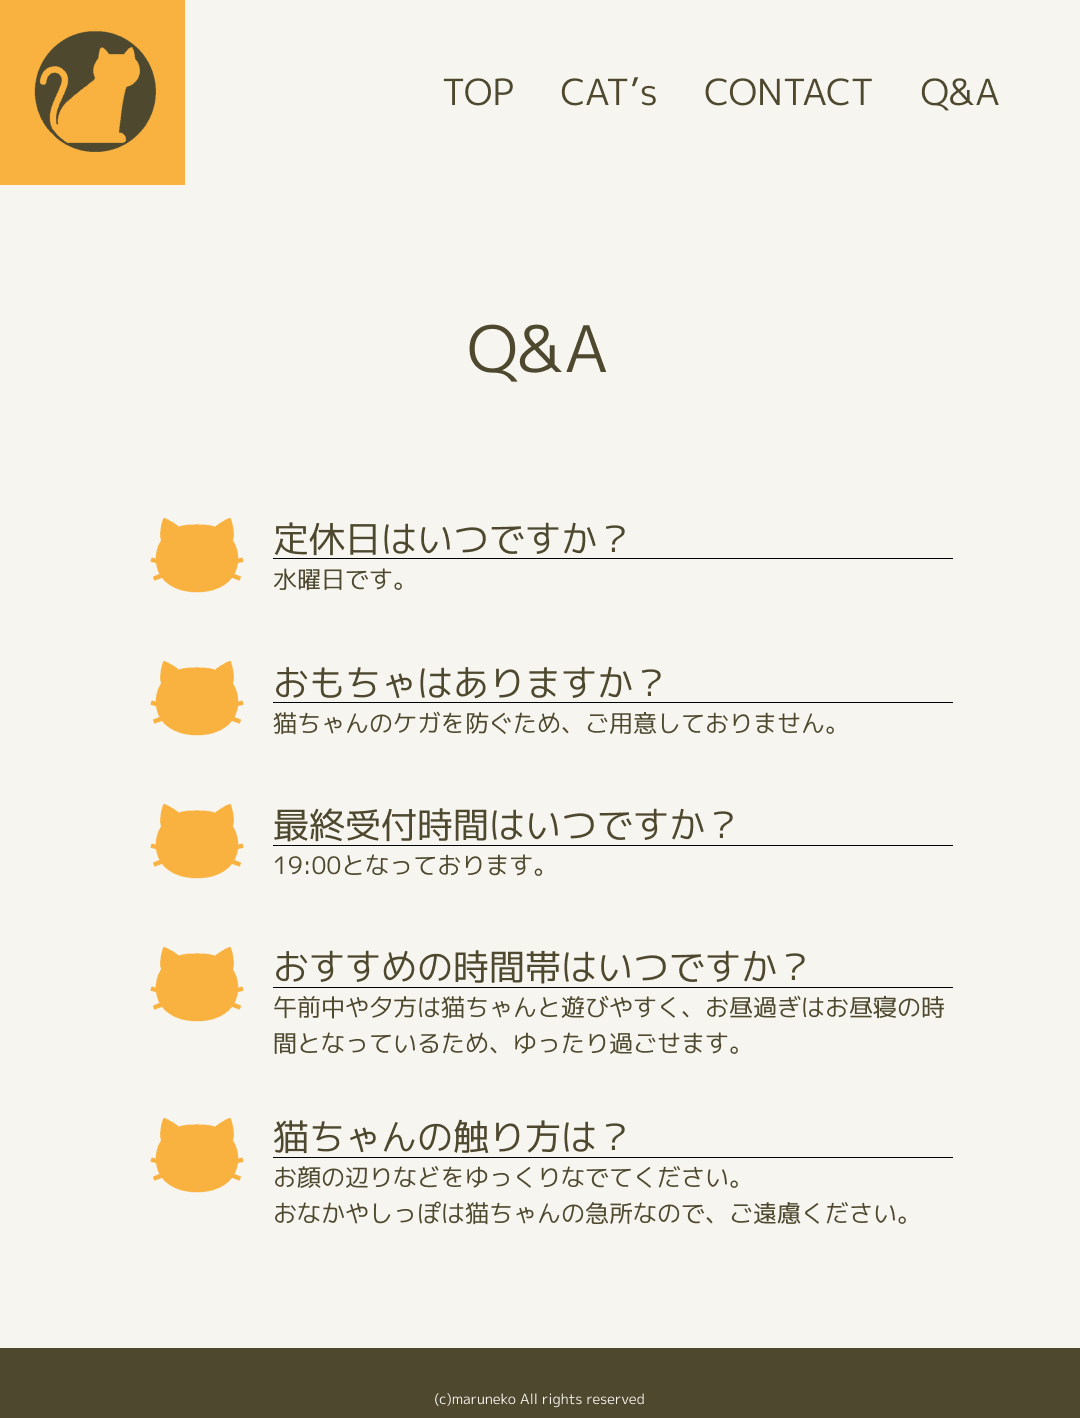 TOP CAT’s CONTACT Q&A
Q&A
定休日はいつですか？
水曜日です。
おもちゃはありますか？
猫ちゃんのケガを防ぐため、ご用意しておりません。
最終受付時間はいつですか？
19:00となっております。
おすすめの時間帯はいつですか？
午前中や夕方は猫ちゃんと遊びやすく、お昼過ぎはお昼寝の時
間となっているため、ゆったり過ごせます。
猫ちゃんの触り方は？
お顔の辺りなどをゆっくりなでてください。
おなかやしっぽは猫ちゃんの急所なので、ご遠慮ください。
(c)maruneko All rights reserved